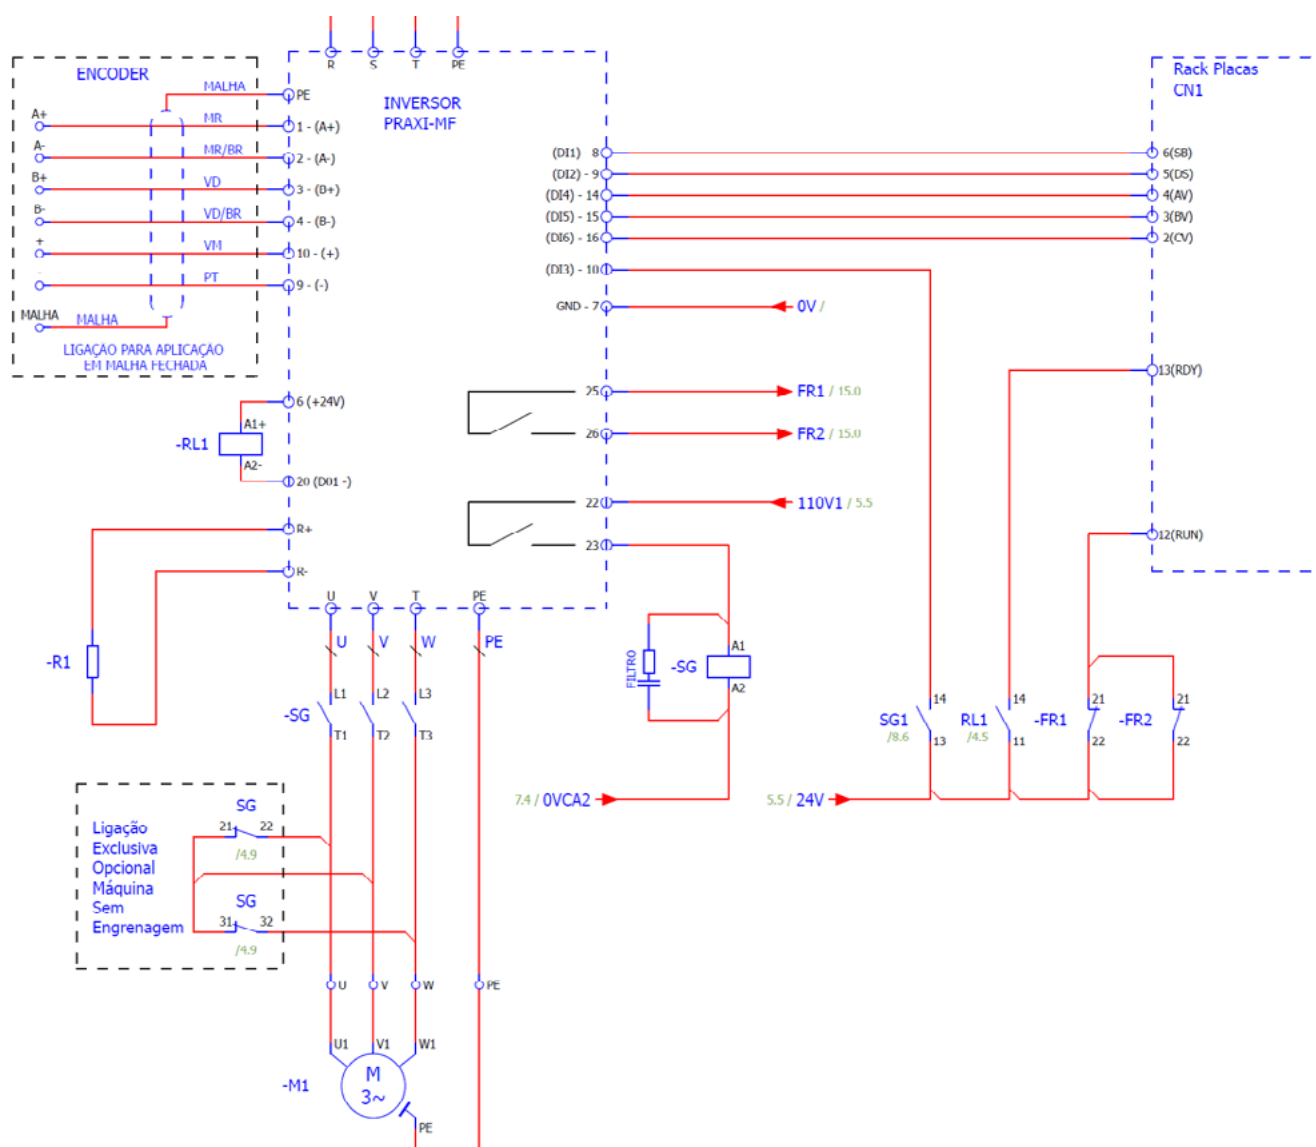 R S T PE
ENCODER
MALHA
PE
INVERSOR
PRAXI-MF
Rack Placas
CN1
A+ MR 1 - (A+)
A- MR/BR 2 - (A-)
B+ VD 3 - (B+)
B- VD/BR 4 - (B-)
+ VM 10 - (+)
- PT 9 - (-)
MALHA MALHA
LIGAÇÃO PARA APLICAÇÃO
EM MALHA FECHADA
(DI1) 8 6(SB)
(DI2) - 9 5(DS)
(DI4) - 14 4(AV)
(DI5) - 15 3(BV)
(DI6) - 16 2(CV)
(DI3) - 10
GND - 7 0V /
13(RDY)
25 FR1 / 15.0
26 FR2 / 15.0
6 (+24V)
A1+
-RL1
A2-
20 (D01 -)
22 110V1 / 5.5
23
12(RUN)
R+
R-
U V T PE
U V W PE
-R1
FILTRO
-SG
A1
A2
-SG
L1 L2 L3
T1 T2 T3
SG1
/8.6
14
13
RL1
/4.5
14
11
-FR1
21
22
-FR2
21
22
7.4 / 0VCA2
5.5 / 24V
Ligação
Exclusiva
Opcional
Máquina
Sem
Engrenagem
SG
21 22
/4.9
SG
31 32
/4.9
U V W PE
U1 V1 W1
-M1
M
3~
PE